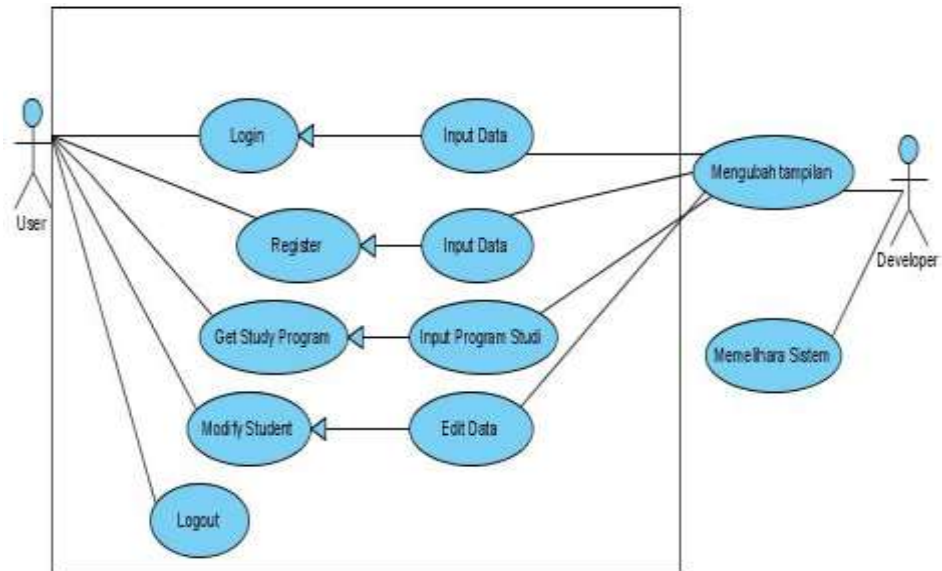 Login
Input Data
Mengubah tampilan
User
Register
Input Data
Developer
Get Study Program
Input Program Studi
Memelihara Sistem
Modify Student
Edit Data
Logout